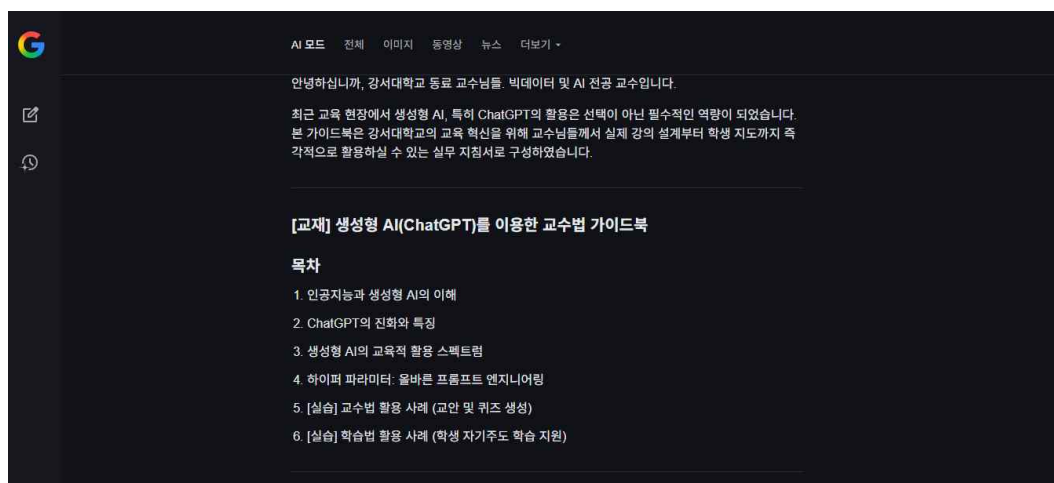 AI 모드 전체 이미지 동영상 뉴스 더보기
안녕하십니까, 강서대학교 동료 교수님들. 빅데이터 및 AI 전공 교수입니다.
최근 교육 현장에서 생성형 AI, 특히 ChatGPT의 활용은 선택이 아닌 필수적인 역량이 되었습니다.
본 가이드북은 강서대학교의 교육 혁신을 위해 교수님들께서 실제 강의 설계부터 학생 지도까지 즉
각적으로 활용하실 수 있는 실무 지침서로 구성하였습니다.
[교재] 생성형 AI(ChatGPT)를 이용한 교수법 가이드북
목차
1. 인공지능과 생성형 AI의 이해
2. ChatGPT의 진화와 특징
3. 생성형 AI의 교육적 활용 스펙트럼
4. 하이퍼 파라미터: 올바른 프롬프트 엔지니어링
5. [실습] 교수법 활용 사례 (교안 및 퀴즈 생성)
6. [실습] 학습법 활용 사례 (학생 자기주도 학습 지원)